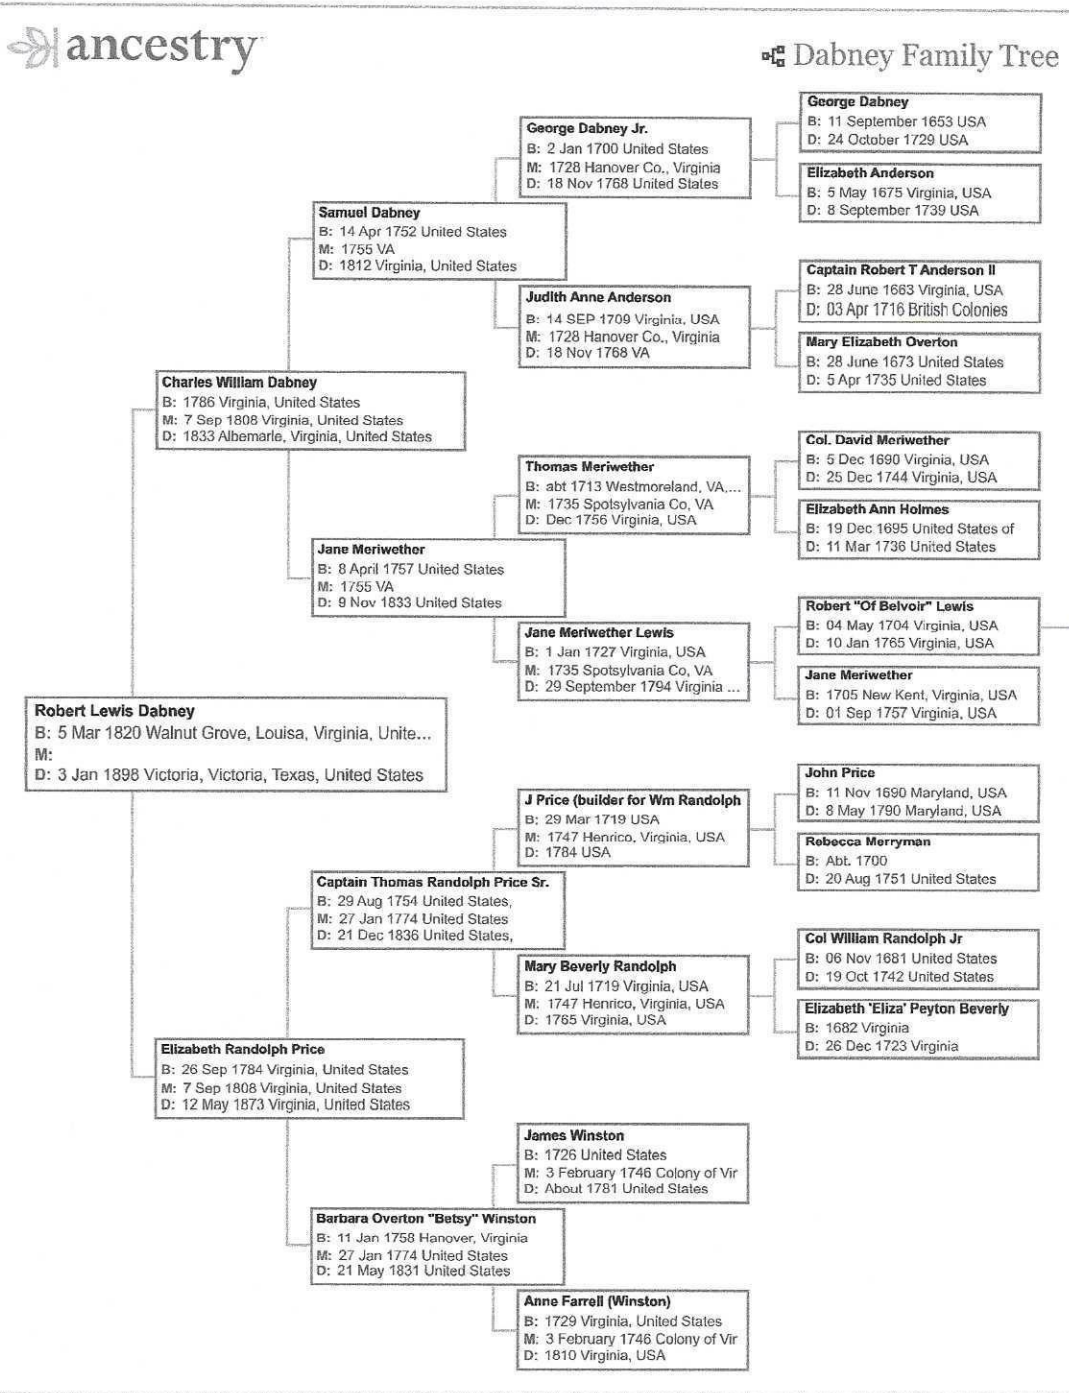 ancestry
Dabney Family Tree
George Dabney
B: 11 September 1653 USA
D: 24 October 1729 USA
George Dabney Jr.
B: 2 Jan 1700 United States
M: 1728 Hanover Co., Virginia
D: 18 Nov 1768 United States
Elizabeth Anderson
B: 5 May 1675 Virginia, USA
D: 8 September 1739 USA
Samuel Dabney
B: 14 Apr 1752 United States
M: 1755 VA
D: 1812 Virginia, United States
Captain Robert T Anderson II
B: 28 June 1663 Virginia, USA
D: 03 Apr 1716 British Colonies
Judith Anne Anderson
B: 14 SEP 1709 Virginia, USA
M: 1728 Hanover Co., Virginia
D: 18 Nov 1768 VA
Mary Elizabeth Overton
B: 28 June 1673 United States
D: 5 Apr 1735 United States
Charles William Dabney
B: 1786 Virginia, United States
M: 7 Sep 1808 Virginia, United States
D: 1833 Albemarle, Virginia, United States
Col. David Meriwether
B: 5 Dec 1690 Virginia, USA
D: 25 Dec 1744 Virginia, USA
Thomas Meriwether
B: abt 1713 Westmoreland, VA,...
M: 1735 Spotsylvania Co, VA
D: Dec 1756 Virginia, USA
Elizabeth Ann Holmes
B: 19 Dec 1695 United States of
D: 11 Mar 1736 United States
Jane Meriwether
B: 8 April 1757 United States
M: 1755 VA
D: 9 Nov 1833 United States
Robert "Of Belvoir" Lewis
B: 04 May 1704 Virginia, USA
D: 10 Jan 1765 Virginia, USA
Jane Meriwether Lewis
B: 1 Jan 1727 Virginia, USA
M: 1735 Spotsylvania Co, VA
D: 29 September 1794 Virginia ...
Jane Meriwether
B: 1705 New Kent, Virginia, USA
D: 01 Sep 1757 Virginia, USA
Robert Lewis Dabney
B: 5 Mar 1820 Walnut Grove, Louisa, Virginia, Unite...
M:
D: 3 Jan 1898 Victoria, Victoria, Texas, United States
John Price
B: 11 Nov 1690 Maryland, USA
D: 8 May 1790 Maryland, USA
J Price (builder for Wm Randolph
B: 29 Mar 1719 USA
M: 1747 Henrico, Virginia, USA
D: 1784 USA
Rebecca Merryman
B: Abt. 1700
D: 20 Aug 1751 United States
Captain Thomas Randolph Price Sr.
B: 29 Aug 1754 United States,
M: 27 Jan 1774 United States
D: 21 Dec 1836 United States,
Col William Randolph Jr
B: 06 Nov 1681 United States
D: 19 Oct 1742 United States
Mary Beverly Randolph
B: 21 Jul 1719 Virginia, USA
M: 1747 Henrico, Virginia, USA
D: 1765 Virginia, USA
Elizabeth 'Eliza' Peyton Beverly
B: 1682 Virginia
D: 26 Dec 1723 Virginia
Elizabeth Randolph Price
B: 26 Sep 1784 Virginia, United States
M: 7 Sep 1808 Virginia, United States
D: 12 May 1873 Virginia, United States
James Winston
B: 1726 United States
M: 3 February 1746 Colony of Vir
D: About 1781 United States
Barbara Overton "Betsy" Winston
B: 11 Jan 1758 Hanover, Virginia
M: 27 Jan 1774 United States
D: 21 May 1831 United States
Anne Farrell (Winston)
B: 1729 Virginia, United States
M: 3 February 1746 Colony of Vir
D: 1810 Virginia, USA